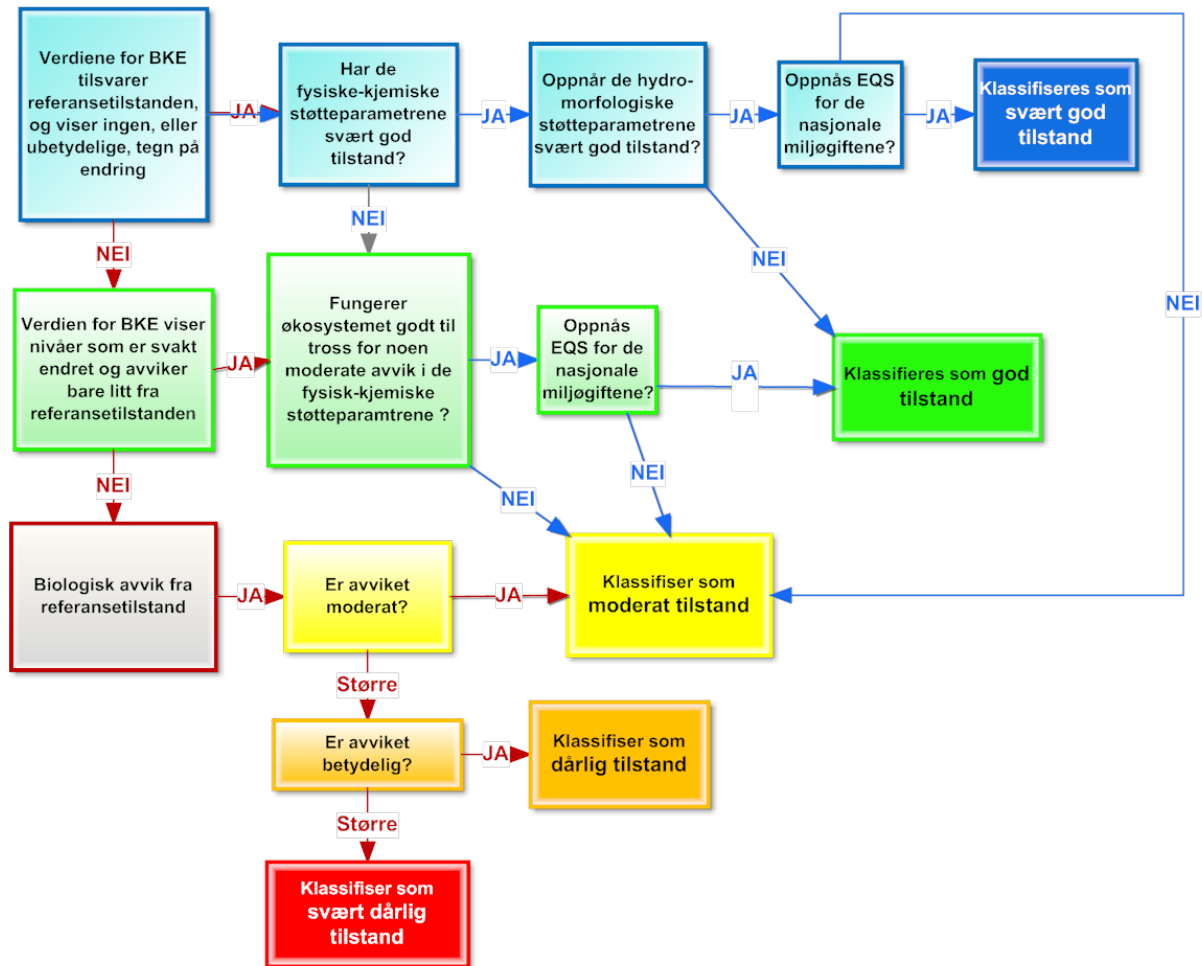 Verdiene for BKE
tilsvarer
referansetilstanden,
og viser ingen, eller
ubetydelige, tegn på
endring
JA
Har de
fysiske-kjemiske
støtteparametrene
svært god
tilstand?
JA
Oppnår de hydro-
morfologiske
støtteparametrene
svært god tilstand?
JA
Oppnås EQS
for de
nasjonale
miljøgiftene?
JA
Klassifiseres som
svært god
tilstand
NEI
NEI
NEI
NEI
Verdien for BKE viser
nivåer som er svakt
endret og avviker
bare litt fra
referansetilstanden
JA
Fungerer
økosystemet godt til
tross for noen
moderate avvik i de
fysisk-kjemiske
støtteparamtrene ?
JA
Oppnås
EQS for de
nasjonale
miljøgiftene?
JA
Klassifieres som god
tilstand
NEI
NEI
NEI
Biologisk avvik fra
referansetilstand
JA
Er aviket
moderat?
JA
Klassifiser som
moderat tilstand
Større
Er avviket
betydelig?
JA
Klassifiser som
dårlig tilstand
Større
Klassifiser som
svært dårlig
tilstand